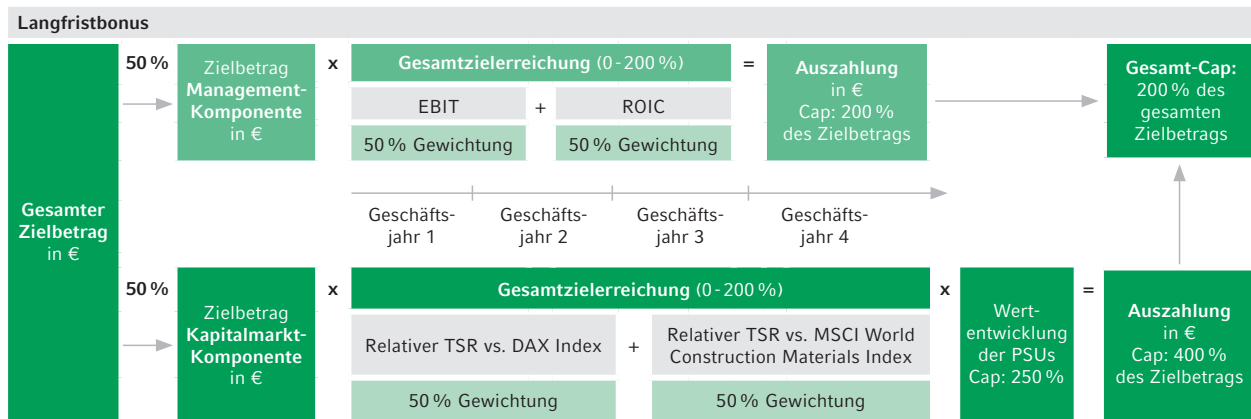 Langfristbonus
Gesamter
Zielbetrag
in €
50 %
Zielbetrag
Management-
Komponente
in €
x
Gesamtzielerreichung (0-200 %)
EBIT
+
ROIC
50 % Gewichtung
50 % Gewichtung
=
Auszahlung
in €
Cap: 200 %
des Zielbetrags
Gesamt-Cap:
200 % des
gesamten
Zielbetrags
Geschäfts-
jahr 1
Geschäfts-
jahr 2
Geschäfts-
jahr 3
Geschäfts-
jahr 4
50 %
Zielbetrag
Kapitalmarkt-
Komponente
in €
x
Gesamtzielerreichung (0-200 %)
Relativer TSR vs. DAX Index
+
Relativer TSR vs. MSCI World
Construction Materials Index
50 % Gewichtung
50 % Gewichtung
x
Wert-
entwicklung
der PSUs
Cap: 250 %
=
Auszahlung
in €
Cap: 400 %
des Zielbetrags